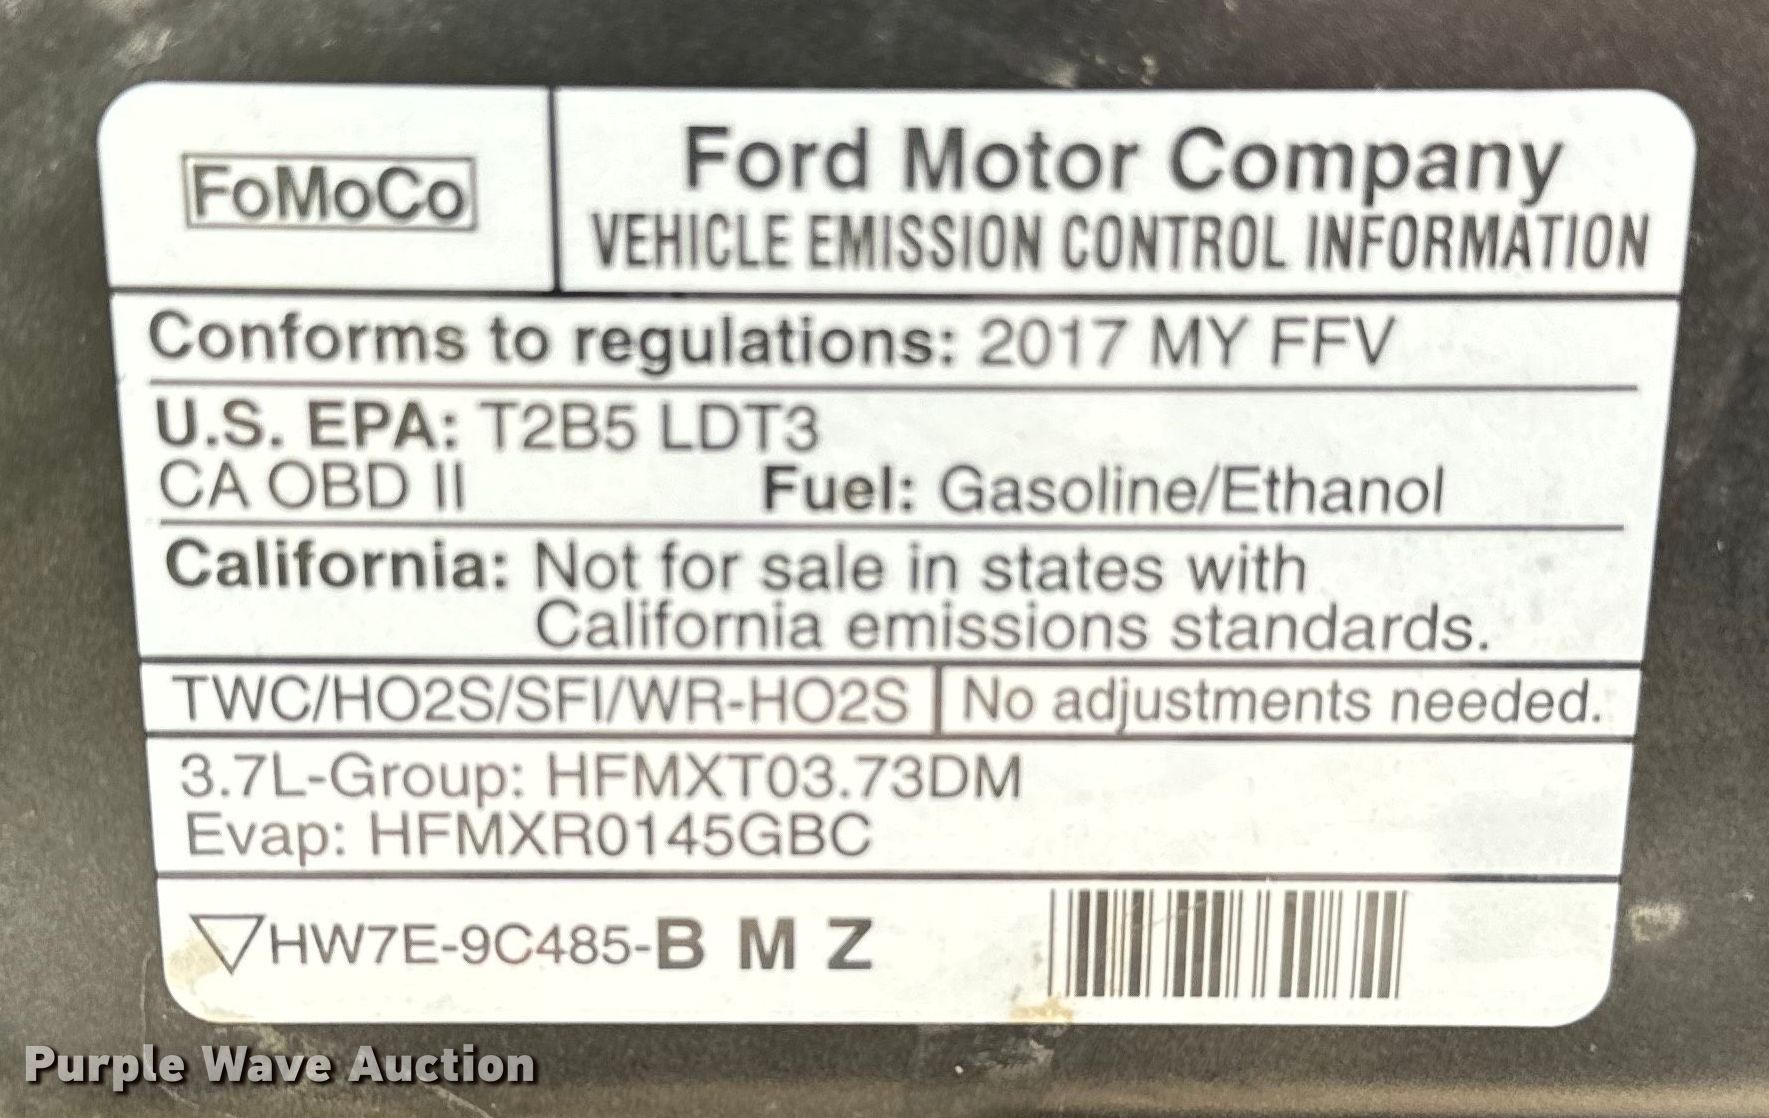 FoMoCo
Ford Motor Company
VEHICLE EMISSION CONTROL INFORMATION
Conforms to regulations: 2017 MY FFV
U.S. EPA: T2B5 LDT3
CA OBD II Fuel: Gasoline/Ethanol
California: Not for sale in states with
California emissions standards.
TWC/HO2S/SFI/WR-HO2S No adjustments needed.
3.7L-Group: HFMXT03.73DM
Evap: HFMXR0145GBC
HW7E-9C485-B M Z
Purple Wave Auction